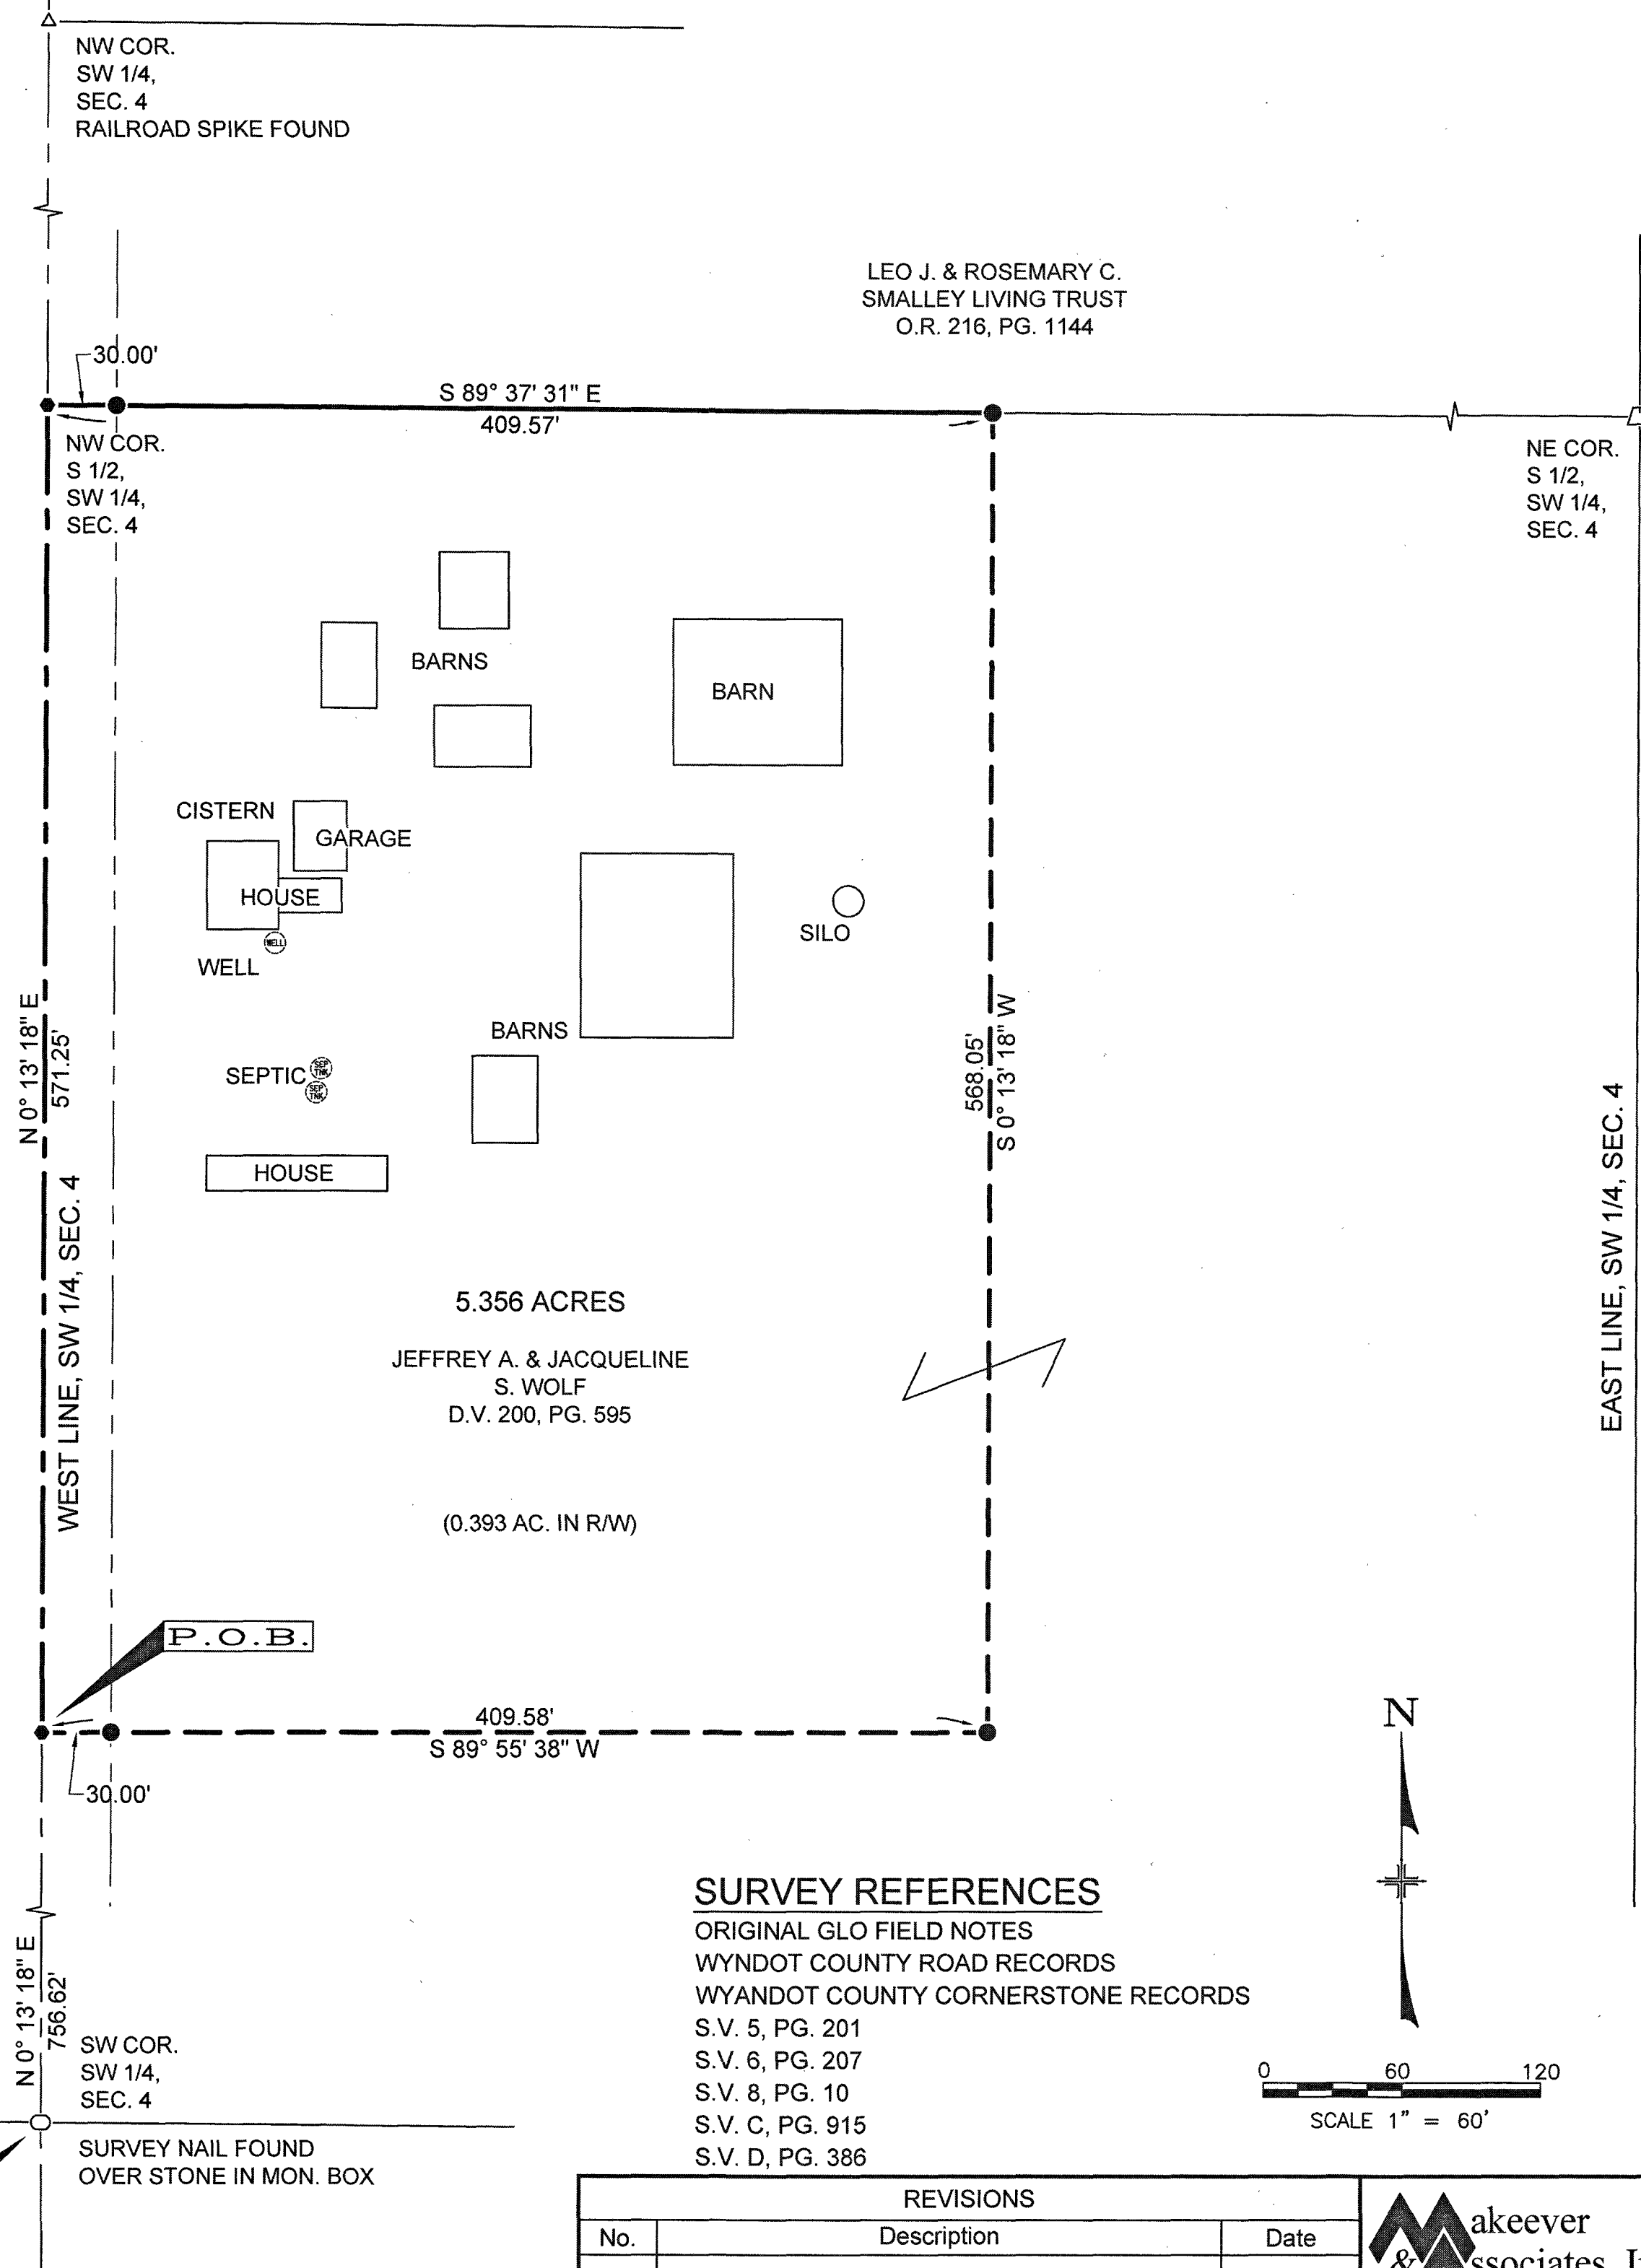 NW COR.
SW 1/4,
SEC. 4
RAILROAD SPIKE FOUND
LEO J. & ROSEMARY C.
SMALLEY LIVING TRUST
O.R. 216, PG. 1144
30.00'
S 89° 37' 31" E
409.57'
NW COR.
S 1/2,
SW 1/4,
SEC. 4
NE COR.
S 1/2,
SW 1/4,
SEC. 4
BARNS
BARN
CISTERN
GARAGE
HOUSE
WELL
WELL
SILO
BARNS
SEPTIC
SEP
TNK
SEP
TNK
HOUSE
N 0° 13' 18" E
571.25'
WEST LINE, SW 1/4, SEC. 4
568.05'
S 0° 13' 18" W
EAST LINE, SW 1/4, SEC. 4
5.356 ACRES
JEFFREY A. & JACQUELINE
S. WOLF
D.V. 200, PG. 595
(0.393 AC. IN R/W)
P.O.B.
409.58'
S 89° 55' 38" W
30.00'
N
N 0° 13' 18" E
756.62'
SW COR.
SW 1/4,
SEC. 4
SURVEY NAIL FOUND
OVER STONE IN MON. BOX
SURVEY REFERENCES
ORIGINAL GLO FIELD NOTES
WYNDOT COUNTY ROAD RECORDS
WYANDOT COUNTY CORNERSTONE RECORDS
S.V. 5, PG. 201
S.V. 6, PG. 207
S.V. 8, PG. 10
S.V. C, PG. 915
S.V. D, PG. 386
0 60 120
SCALE 1" = 60'
REVISIONS
No. Description Date
Makeever
&